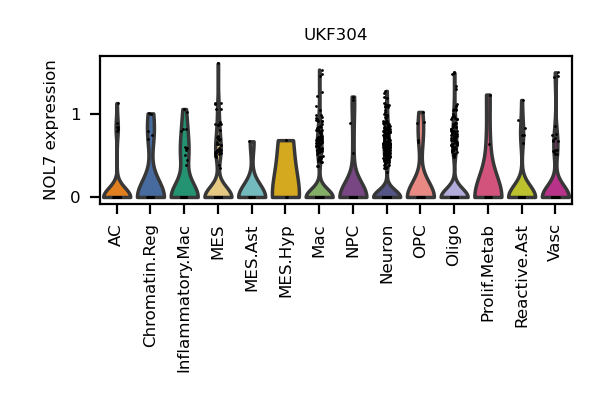 UKF304
NOL7 expression
1
0
AC
Chromatin.Reg
Inflammatory.Mac
MES
MES.Ast
MES.Hyp
Mac
NPC
Neuron
OPC
Oligo
Prolif.Metab
Reactive.Ast
Vasc